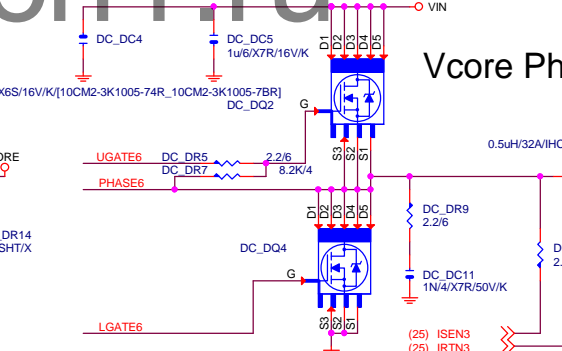 VIN
D1 D2 D3 D4 D5
DC_DC4
DC_DC5
1u/6/X7R/16V/K
Vcore Ph
X6S/16V/K/[10CM2-3K1005-74R_10CM2-3K1005-7BR]
DC_DQ2
G
S3 S2 S1
0.5uH/32A/IHC
ORE
UGATE6
DC_DR5
2.2/6
DC_DR7
8.2K/4
PHASE6
D1 D2 D3 D4 D5
DC_DR9
2.2/6
_DR14
SHT/X
DC_DQ4
G
D
2.
DC_DC11
1N/4/X7R/50V/K
S3 S2 S1
LGATE6
(25) ISEN3
(25) IRTN3